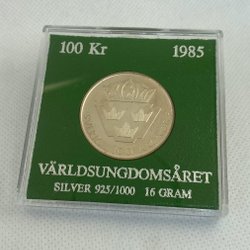 100 Kr 1985
VÄRLDSUNGDOMSÅRET
SILVER 925/1000 16 GRAM